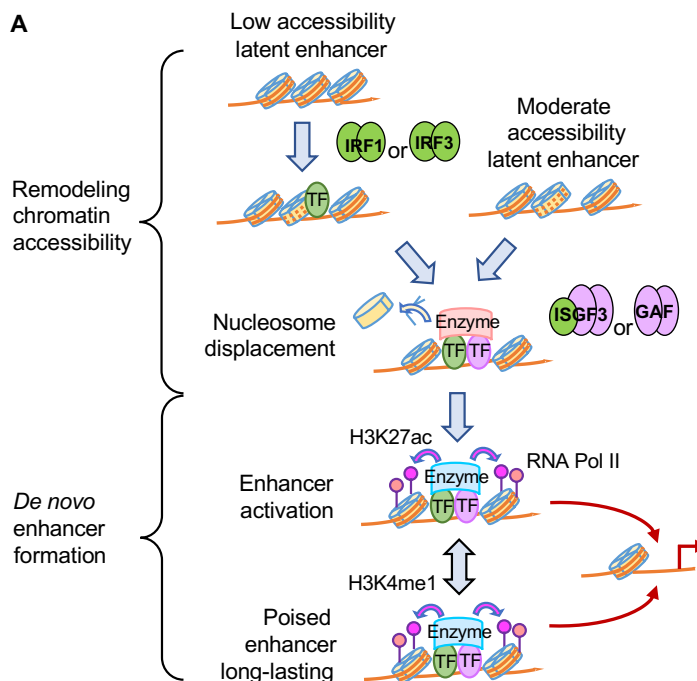 A
Low accessibility
latent enhancer
IRF1 or IRF3
Moderate
accessibility
latent enhancer
Remodeling
chromatin
accessibility
TF
Nucleosome
displacement
Enzyme
TF TF
ISGF3 or GAF
H3K27ac
RNA Pol II
Enhancer
activation
Enzyme
TF TF
De novo
enhancer
formation
H3K4me1
Poised
enhancer
long-lasting
Enzyme
TF TF